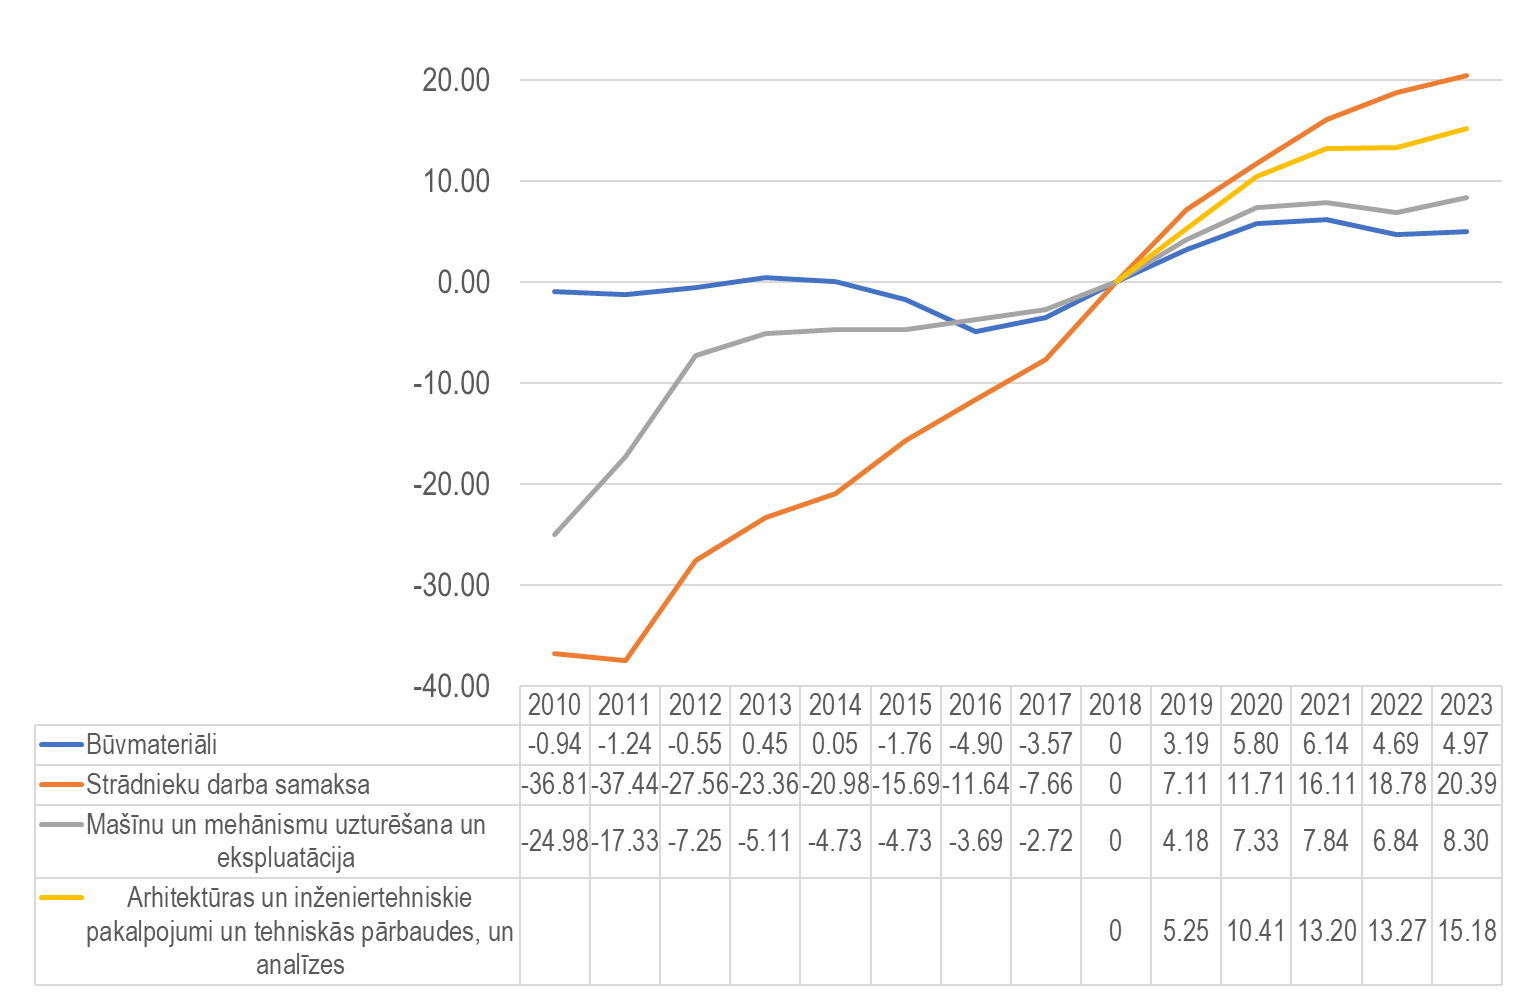 20.00
10.00
0.00
-10.00
-20.00
-30.00
-40.00
2010 2011 2012 2013 2014 2015 2016 2017 2018 2019 2020 2021 2022 2023
Būvmateriāli -0.94 -1.24 -0.55 0.45 0.05 -1.76 -4.90 -3.57 0 3.19 5.80 6.14 4.69 4.97
Strādnieku darba samaksa -36.81 -37.44 -27.56 -23.36 -20.98 -15.69 -11.64 -7.66 0 7.11 11.71 16.11 18.78 20.39
Mašīnu un mehānismu uzturēšana un
ekspluatācija -24.98 -17.33 -7.25 -5.11 -4.73 -4.73 -3.69 -2.72 0 4.18 7.33 7.84 6.84 8.30
Arhitektūras un inženiertehniskie
pakalpojumi un tehniskās pārbaudes, un 0 5.25 10.41 13.20 13.27 15.18
analīzes